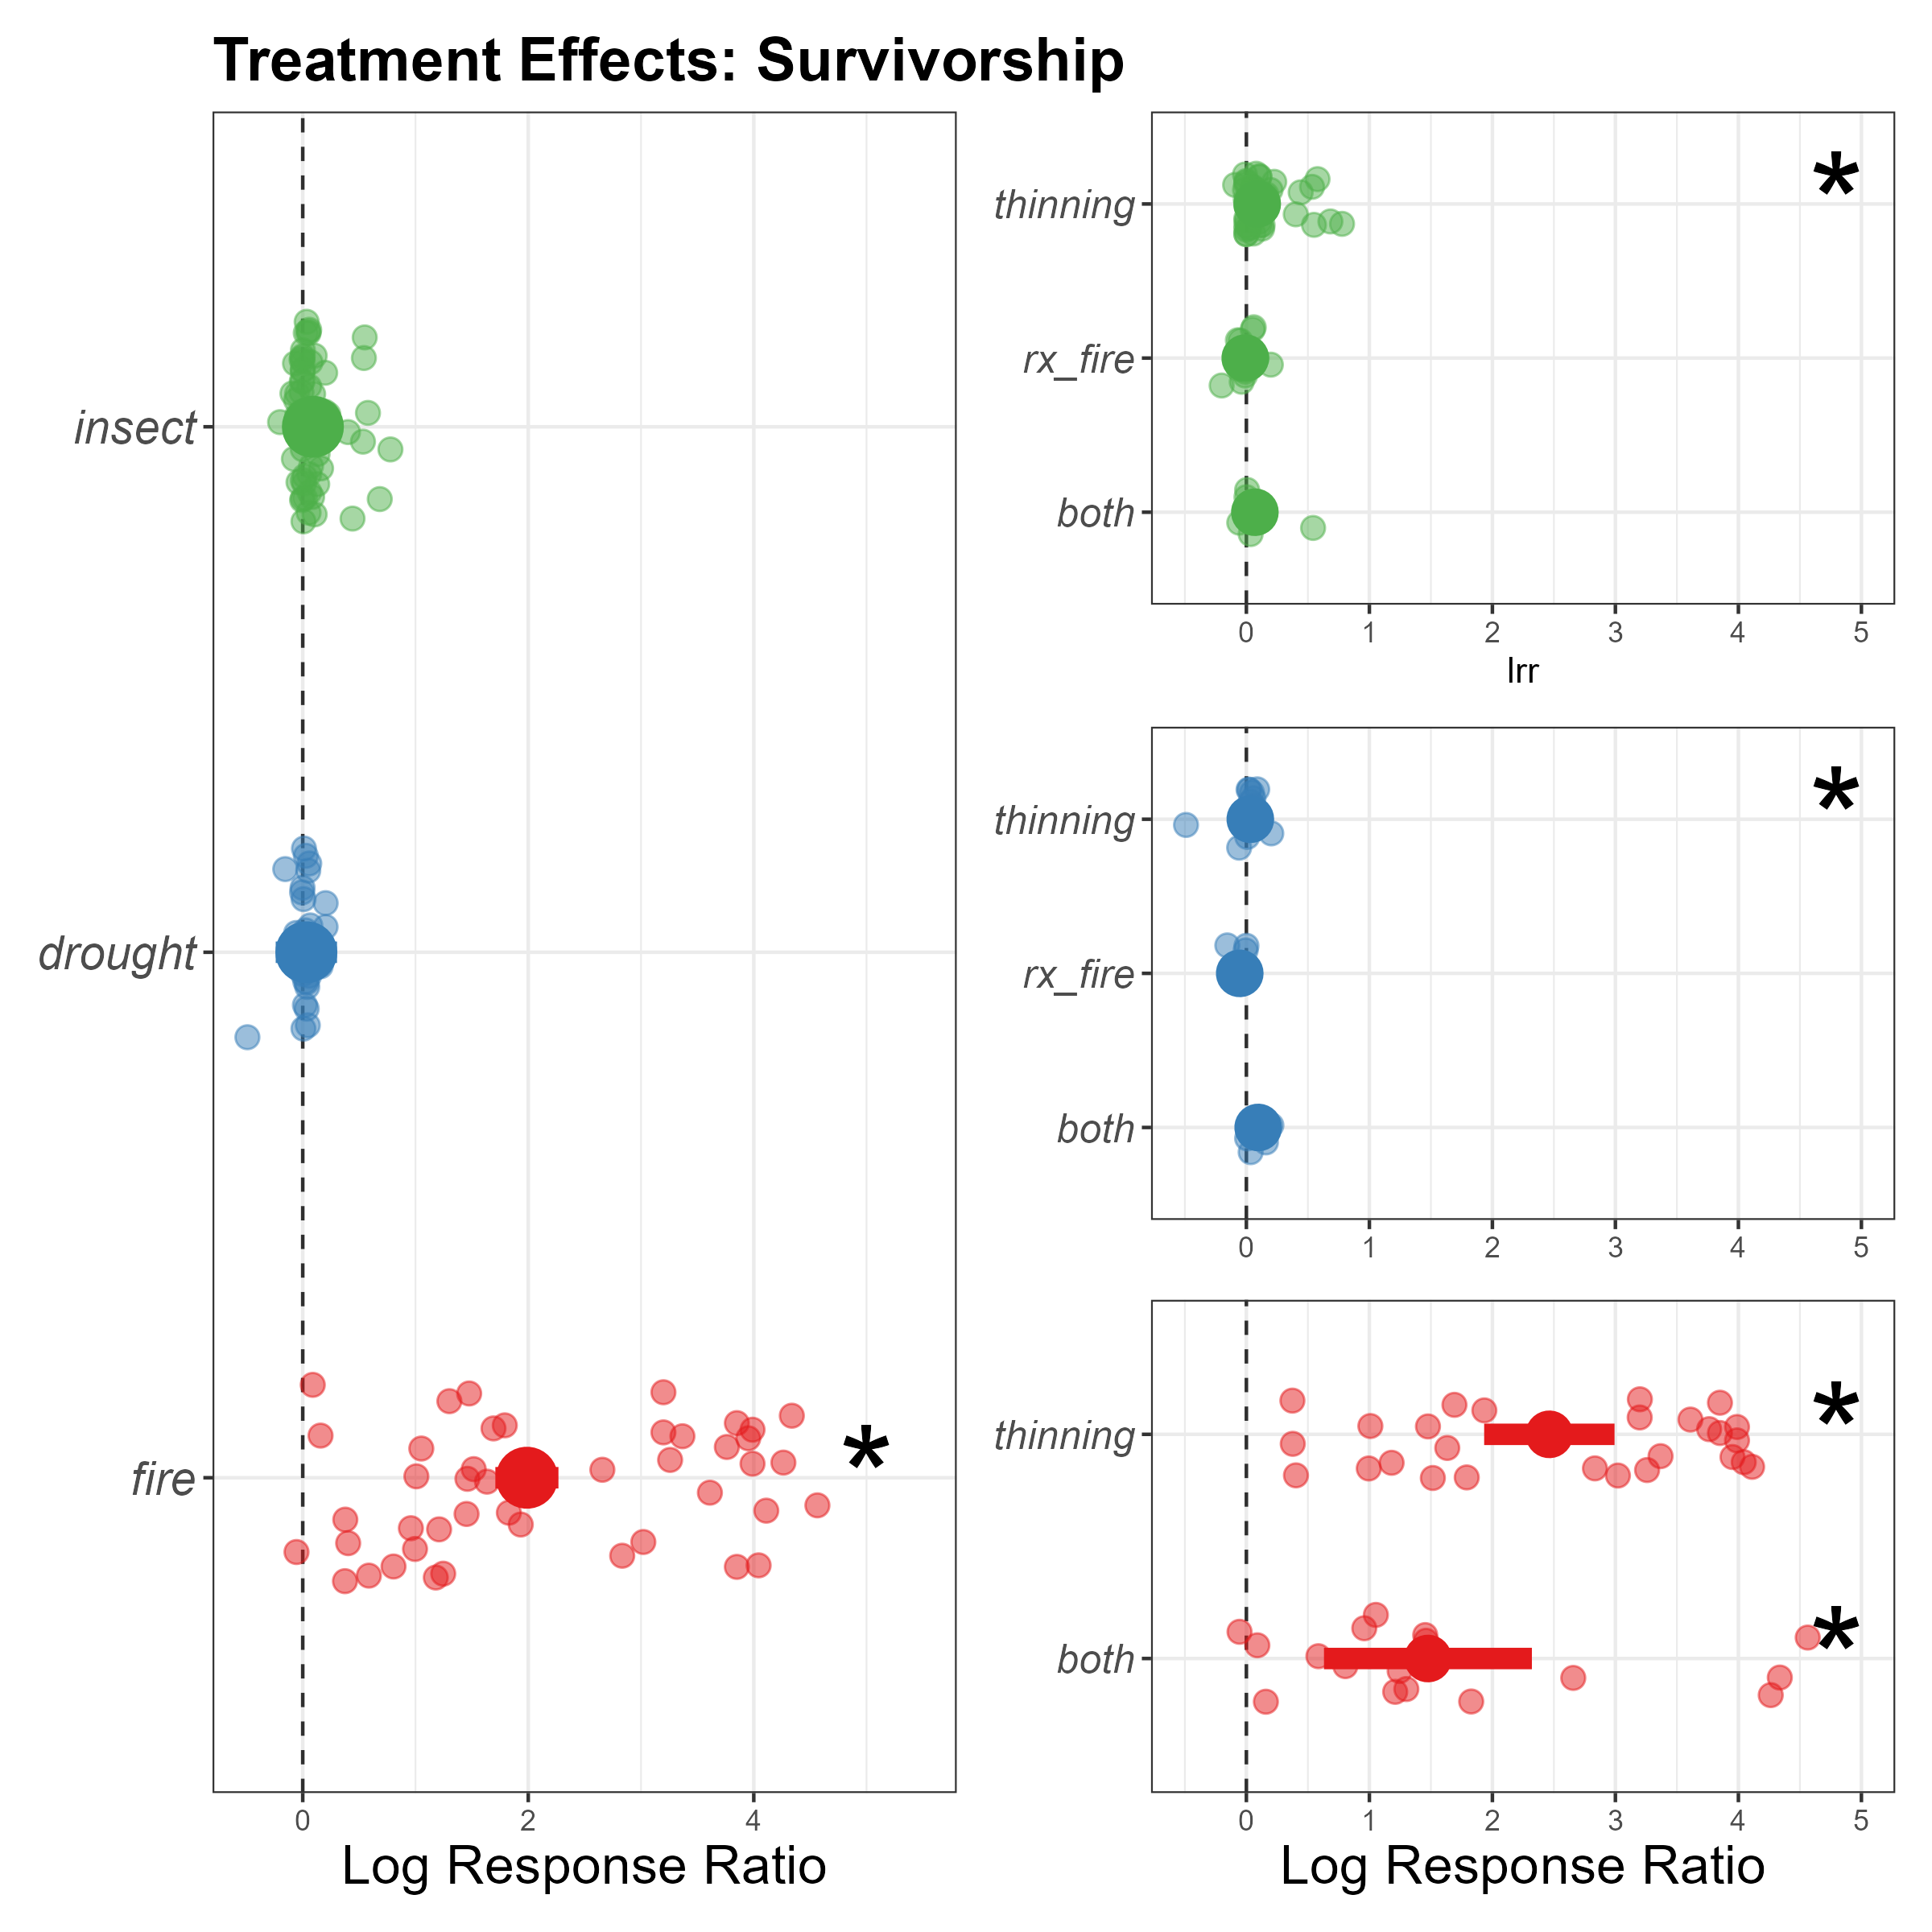 Treatment Effects: Survivorship
insect
drought
fire
0 2 4
Log Response Ratio
thinning
*
rx_fire
both
0 1 2 3 4 5
lrr
thinning
*
rx_fire
both
0 1 2 3 4 5
*
thinning
*
both
*
0 1 2 3 4 5
Log Response Ratio